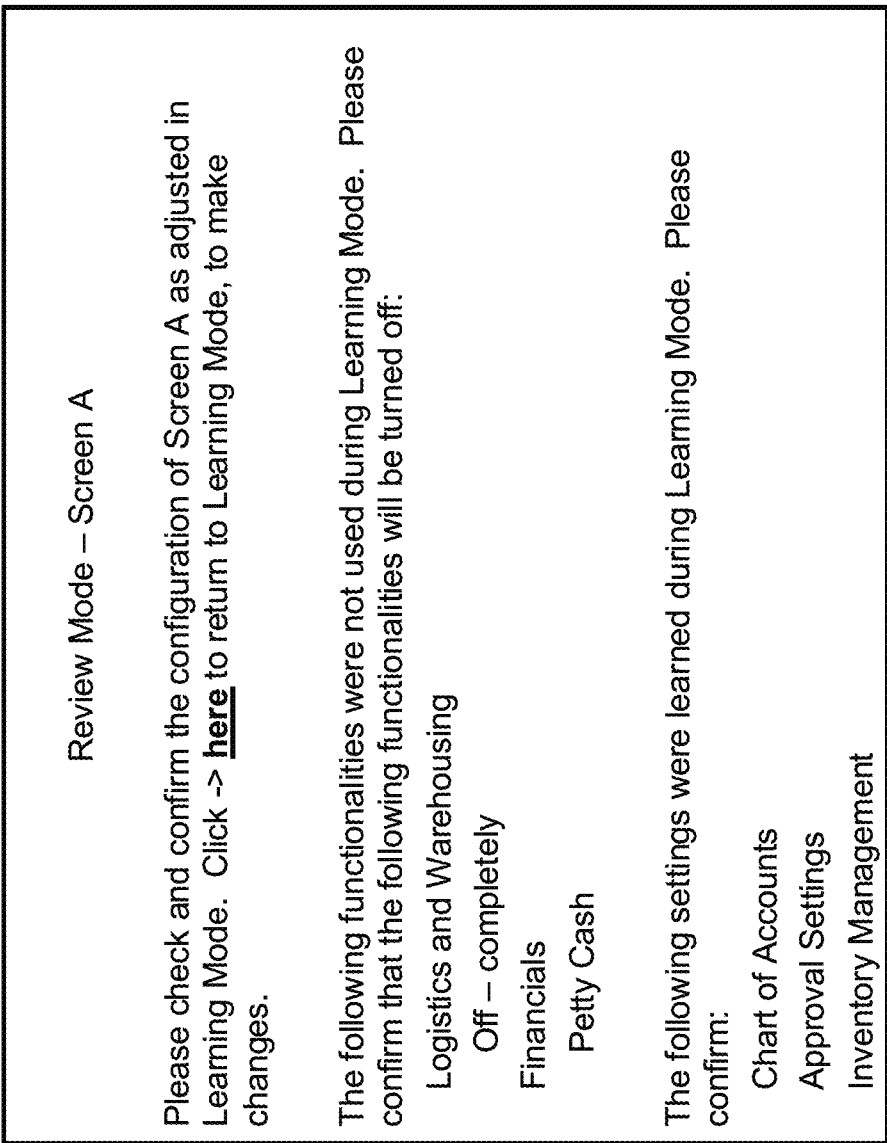 Review Mode – Screen A
Please check and confirm the configuration of Screen A as adjusted in
Learning Mode. Click -> here to return to Learning Mode, to make
changes.
The following functionalities were not used during Learning Mode. Please
confirm that the following functionalities will be turned off:
Logistics and Warehousing
Off – completely
Financials
Petty Cash
The following settings were learned during Learning Mode. Please
confirm:
Chart of Accounts
Approval Settings
Inventory Management